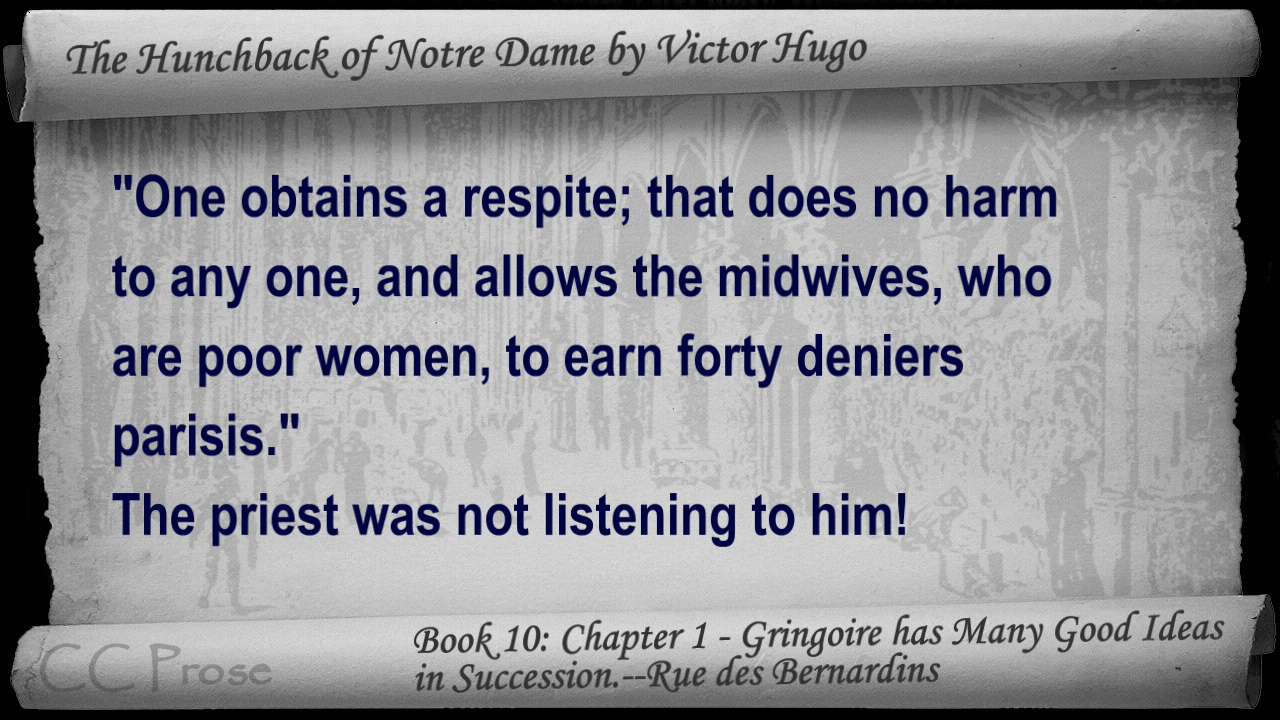 The Hunchback of Notre Dame by Victor Hugo
"One obtains a respite; that does no harm
to any one, and allows the midwives, who
are poor women, to earn forty deniers
parisis."
The priest was not listening to him!
CC Prose
Book 10: Chapter 1 - Gringoire has Many Good Ideas
in Succession.--Rue des Bernardins